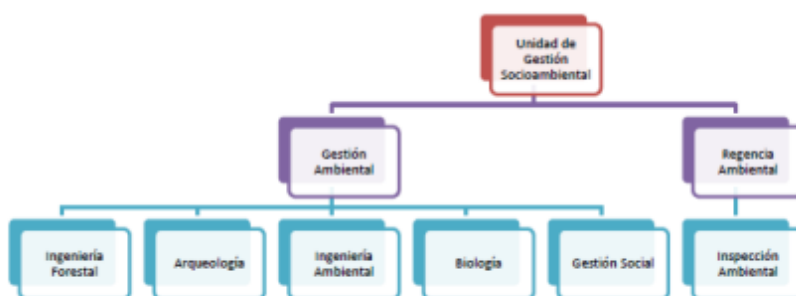 Unidad de
Gestión
Socioambiental
Gestión
Ambiental
Regencia
Ambiental
Ingeniería
Forestal
Arqueología
Ingeniería
Ambiental
Biología
Gestión Social
Inspección
Ambiental